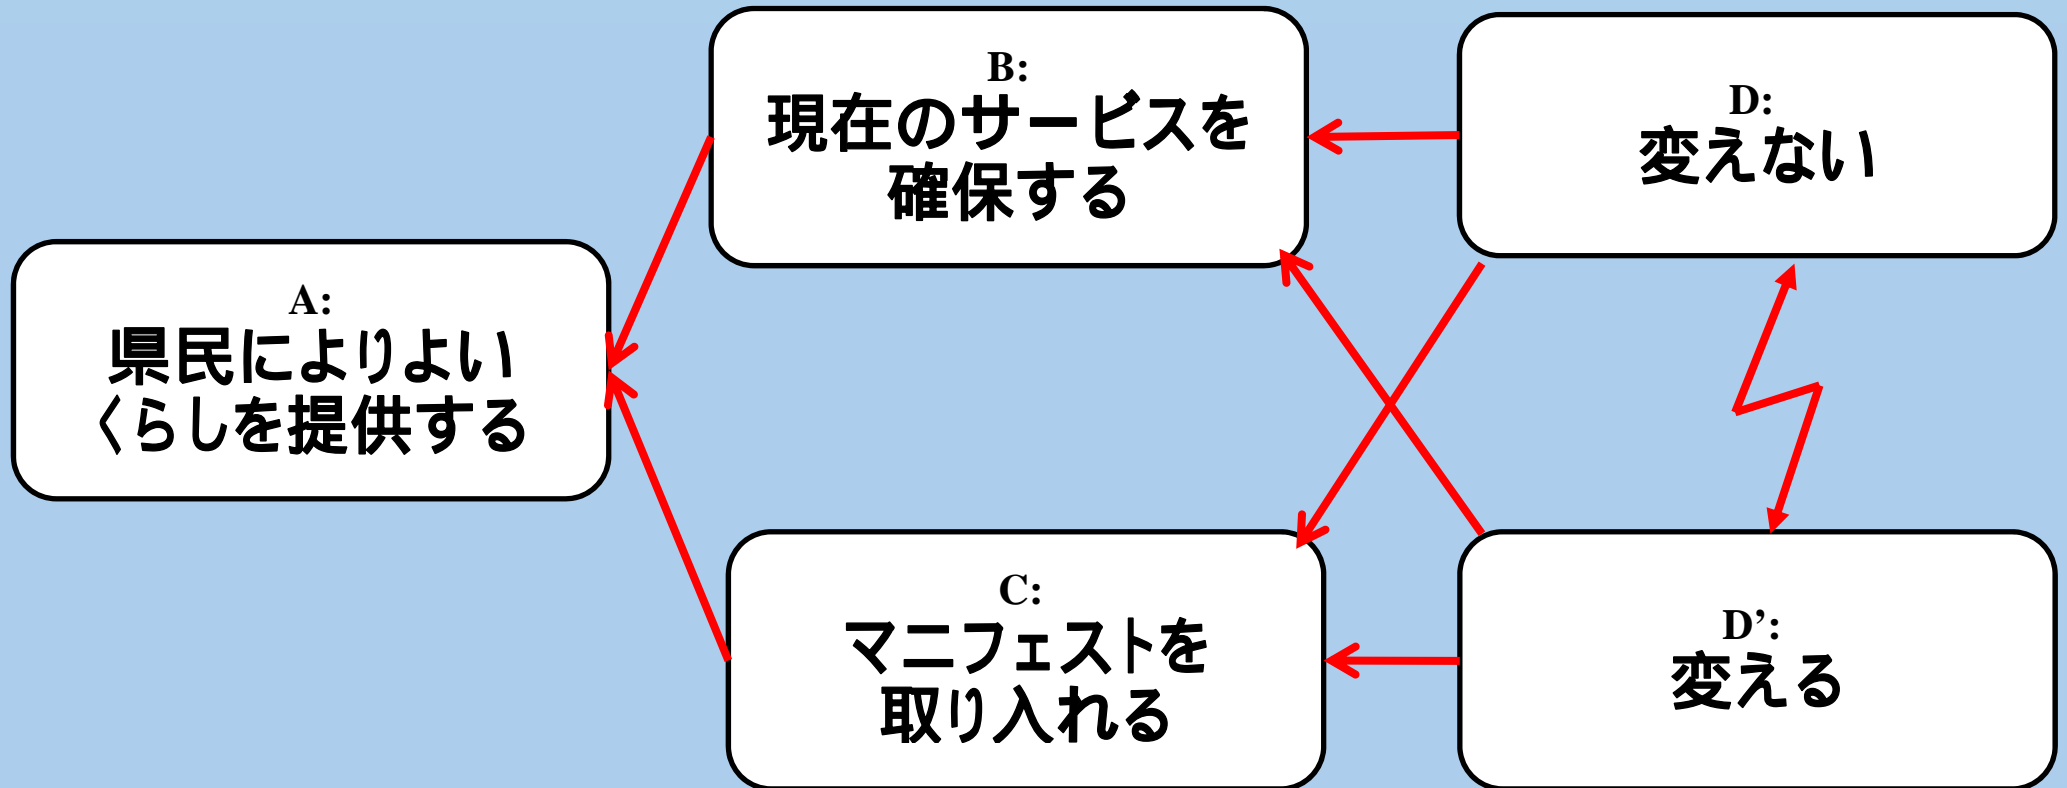 A:
県民によりよい
くらしを提供する
B:
現在のサービスを
確保する
C:
マニフェストを
取り入れる
D:
変えない
D’:
変える